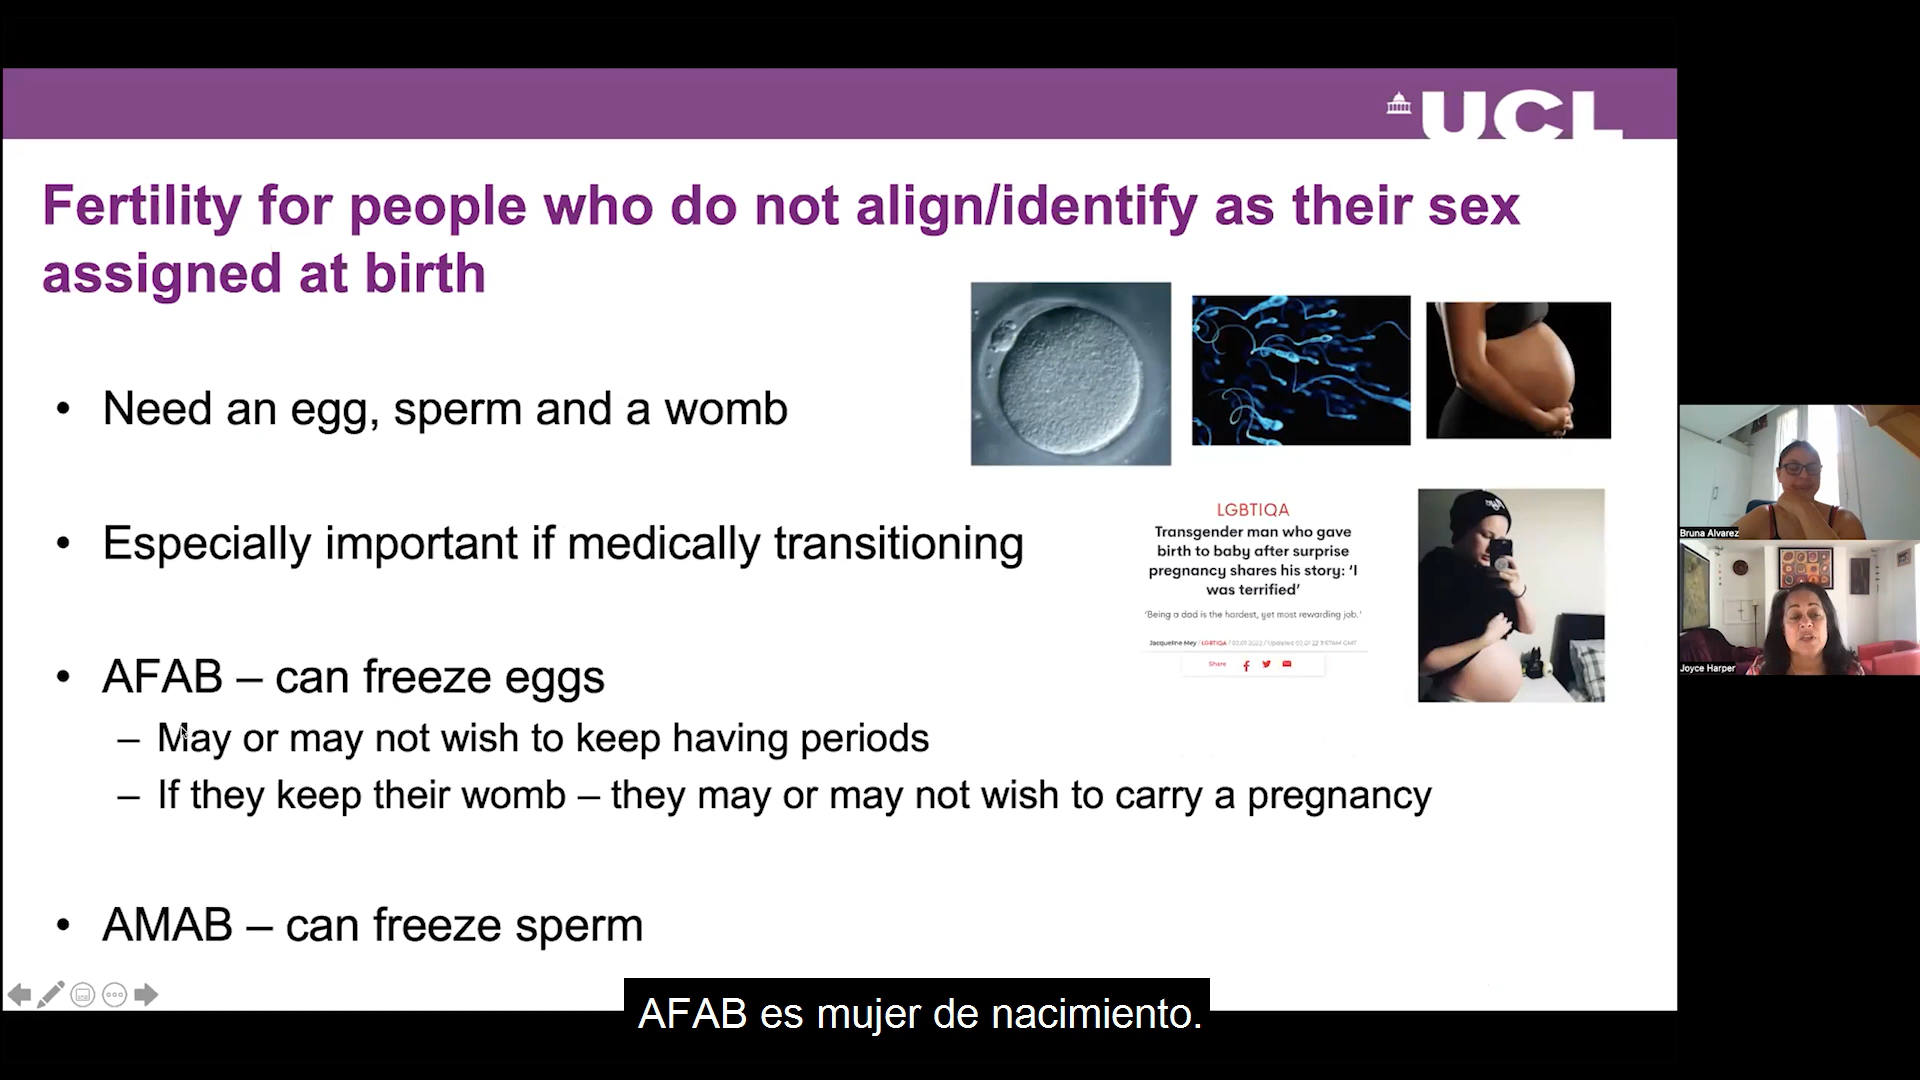 UCL
Fertility for people who do not align/identify as their sex
assigned at birth
• Need an egg, sperm and a womb
• Especially important if medically transitioning
LGBTIQA
Transgender man who gave
birth to baby after surprise
pregnancy shares his story: ‘I
was terrified’
‘Being a dad is the hardest, yet most rewarding job.’
Jacqueline Mey / LGBTIQA
Share
• AFAB – can freeze eggs
– May or may not wish to keep having periods
– If they keep their womb – they may or may not wish to carry a pregnancy
• AMAB – can freeze sperm
Bruna Alvarez
Joyce Harper
AFAB es mujer de nacimiento.